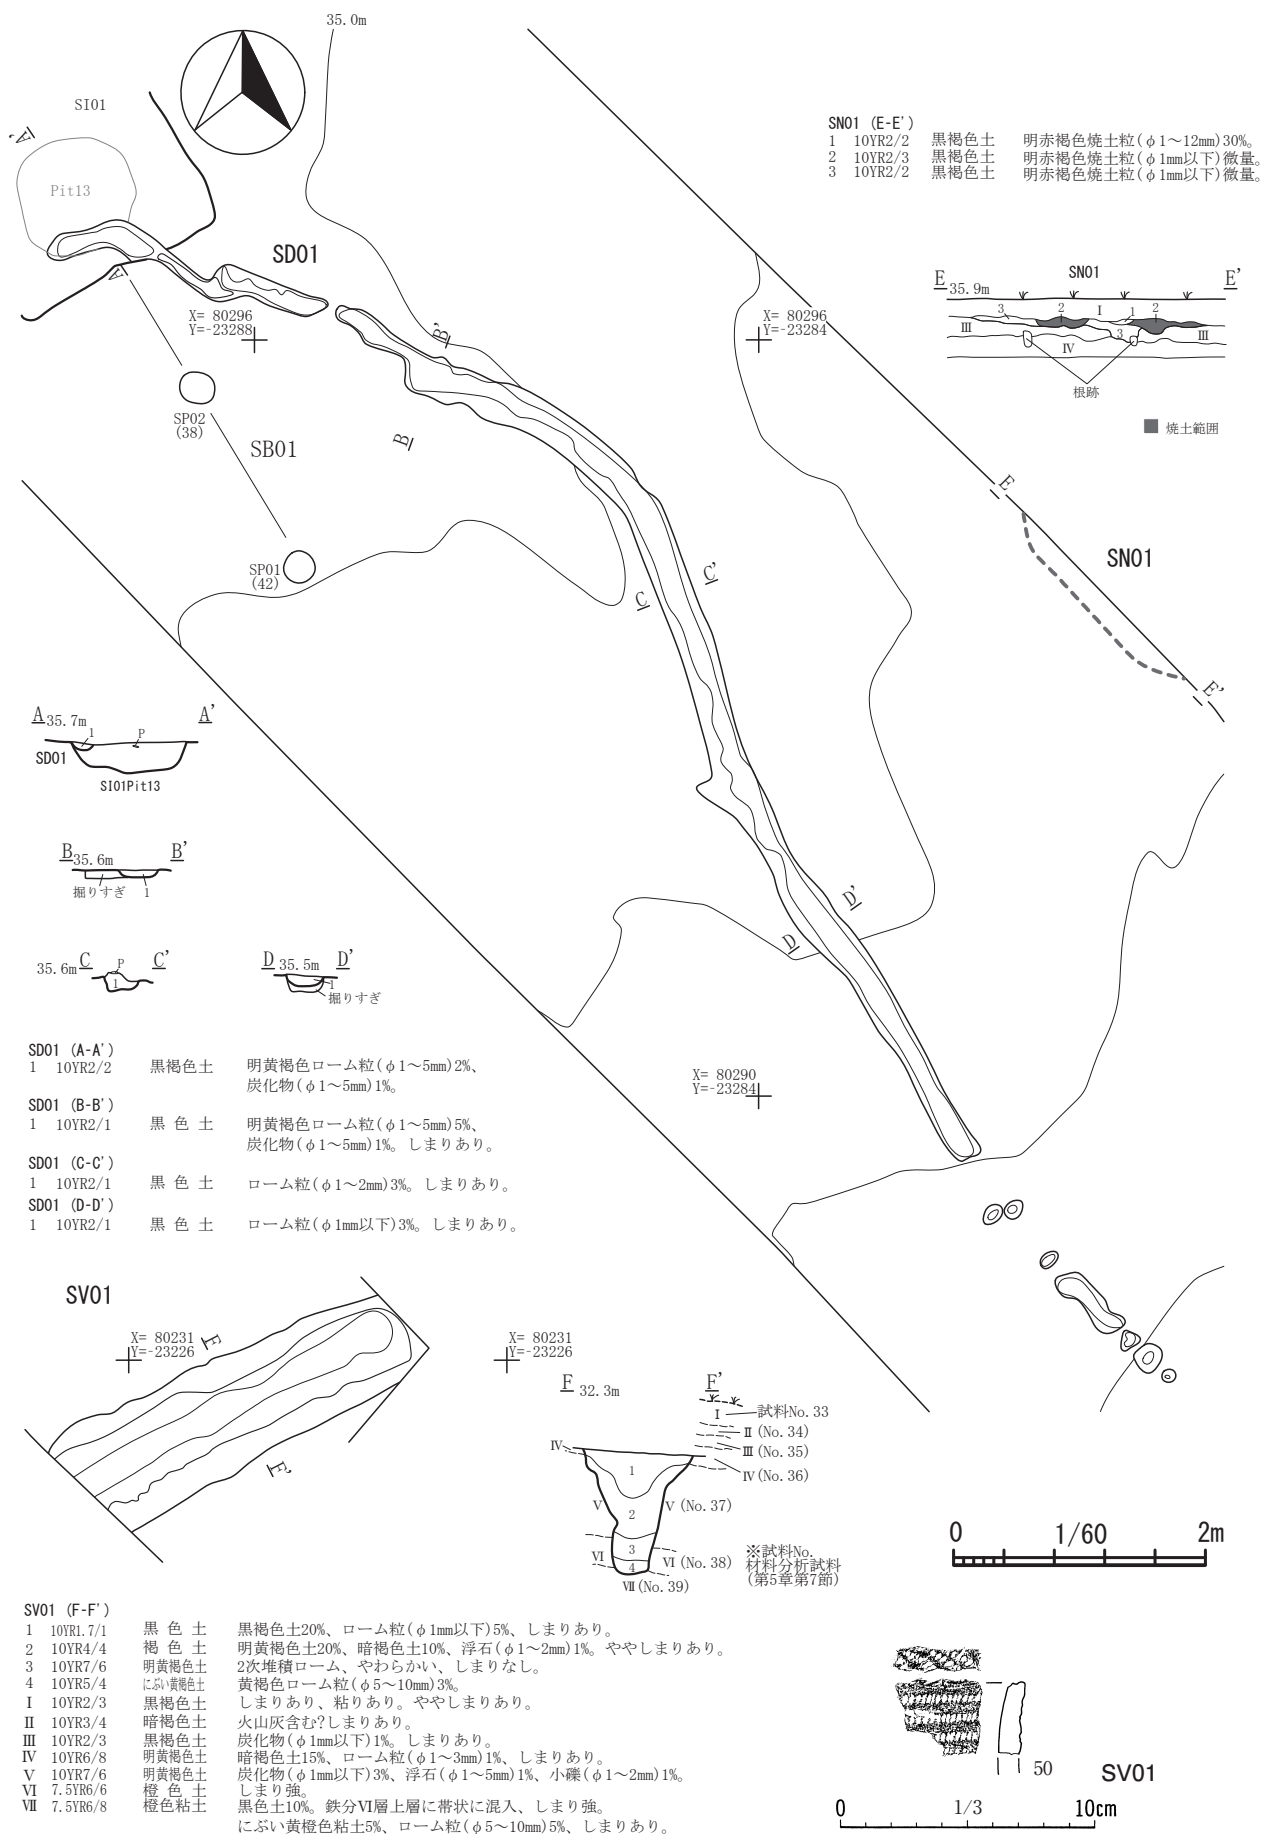 35.0m
SI01
A'
Pit13
SD01
A
X= 80296
Y=-23288
B'
X= 80296
Y=-23284
SP02
(38)
SB01
B
SP01
(42)
C'
C
SN01 (E-E')
1 10YR2/2 黒褐色土 明赤褐色焼土粒(φ1～12mm)30%。
2 10YR2/3 黒褐色土 明赤褐色焼土粒(φ1mm以下)微量。
3 10YR2/2 黒褐色土 明赤褐色焼土粒(φ1mm以下)微量。
E 35.9m SN01 E'
3 2 I 1 2
III 3 III
IV
根跡
焼土範囲
E
SN01
E'
A 35.7m A'
1 P
SD01
SI01Pit13
B 35.6m B'
掘りすぎ 1
35.6m C C'
P
1
D 35.5m D'
1
掘りすぎ
D'
D
SD01 (A-A')
1 10YR2/2 黒褐色土 明黄褐色ローム粒(φ1～5mm)2%、
炭化物(φ1～5mm)1%。
SD01 (B-B')
1 10YR2/1 黒色土 明黄褐色ローム粒(φ1～5mm)5%、
炭化物(φ1～5mm)1%。しまりあり。
SD01 (C-C')
1 10YR2/1 黒色土 ローム粒(φ1～2mm)3%。しまりあり。
SD01 (D-D')
1 10YR2/1 黒色土 ローム粒(φ1mm以下)3%。しまりあり。
X= 80290
Y=-23284
SV01
X= 80231
Y=-23226
F
F'
X= 80231
Y=-23226
F 32.3m F'
I 試料No.33
II (No.34)
III (No.35)
IV
IV (No.36)
1
V 2 V (No.37)
3
VI 4 VI (No.38)
VII (No.39)
※試料No.
材料分析試料
(第5章第7節)
0 1/60 2m
SV01 (F-F')
1 10YR1.7/1 黒色土 黒褐色土20%、ローム粒(φ1mm以下)5%、しまりあり。
2 10YR4/4 褐色土 明黄褐色土20%、暗褐色土10%、浮石(φ1～2mm)1%。ややしまりあり。
3 10YR7/6 明黄褐色土 2次堆積ローム、やわらかい、しまりなし。
4 10YR5/4 にぶい黄褐色土 黄褐色ローム粒(φ5～10mm)3%。
I 10YR2/3 黒褐色土 しまりあり、粘りあり。ややしまりあり。
II 10YR3/4 暗褐色土 火山灰含む?しまりあり。
III 10YR2/3 黒褐色土 炭化物(φ1mm以下)1%。しまりあり。
IV 10YR6/8 明黄褐色土 暗褐色土15%、ローム粒(φ1～3mm)1%、しまりあり。
V 10YR7/6 明黄褐色土 炭化物(φ1mm以下)3%、浮石(φ1～5mm)1%、小礫(φ1～2mm)1%。
VI 7.5YR6/6 橙色土 しまり強。
VII 7.5YR6/8 橙色粘土 黒色土10%。鉄分VI層上層に帯状に混入、しまり強。
にぶい黄橙色粘土5%、ローム粒(φ5～10mm)5%、しまりあり。
50
SV01
0 1/3 10cm